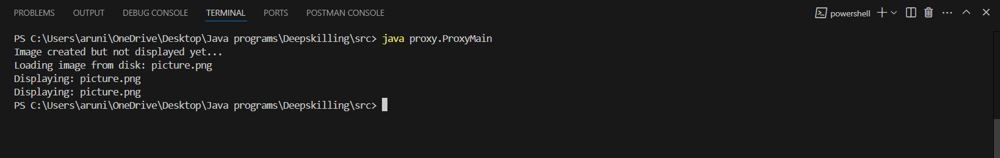 PROBLEMS OUTPUT DEBUG CONSOLE TERMINAL PORTS POSTMAN CONSOLE powershell
PS C:\Users\aruni\OneDrive\Desktop\Java programs\Deepskilling\src> java proxy.ProxyMain
Image created but not displayed yet...
Loading image from disk: picture.png
Displaying: picture.png
Displaying: picture.png
PS C:\Users\aruni\OneDrive\Desktop\Java programs\Deepskilling\src>